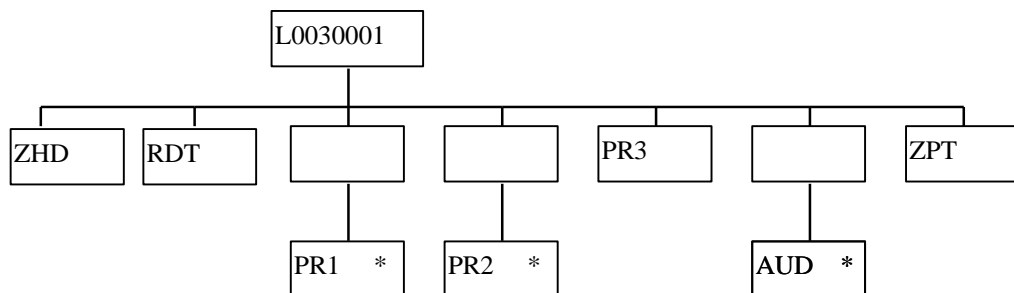 L0030001
ZHD RDT PR3 ZPT
PR1 * PR2 * AUD *